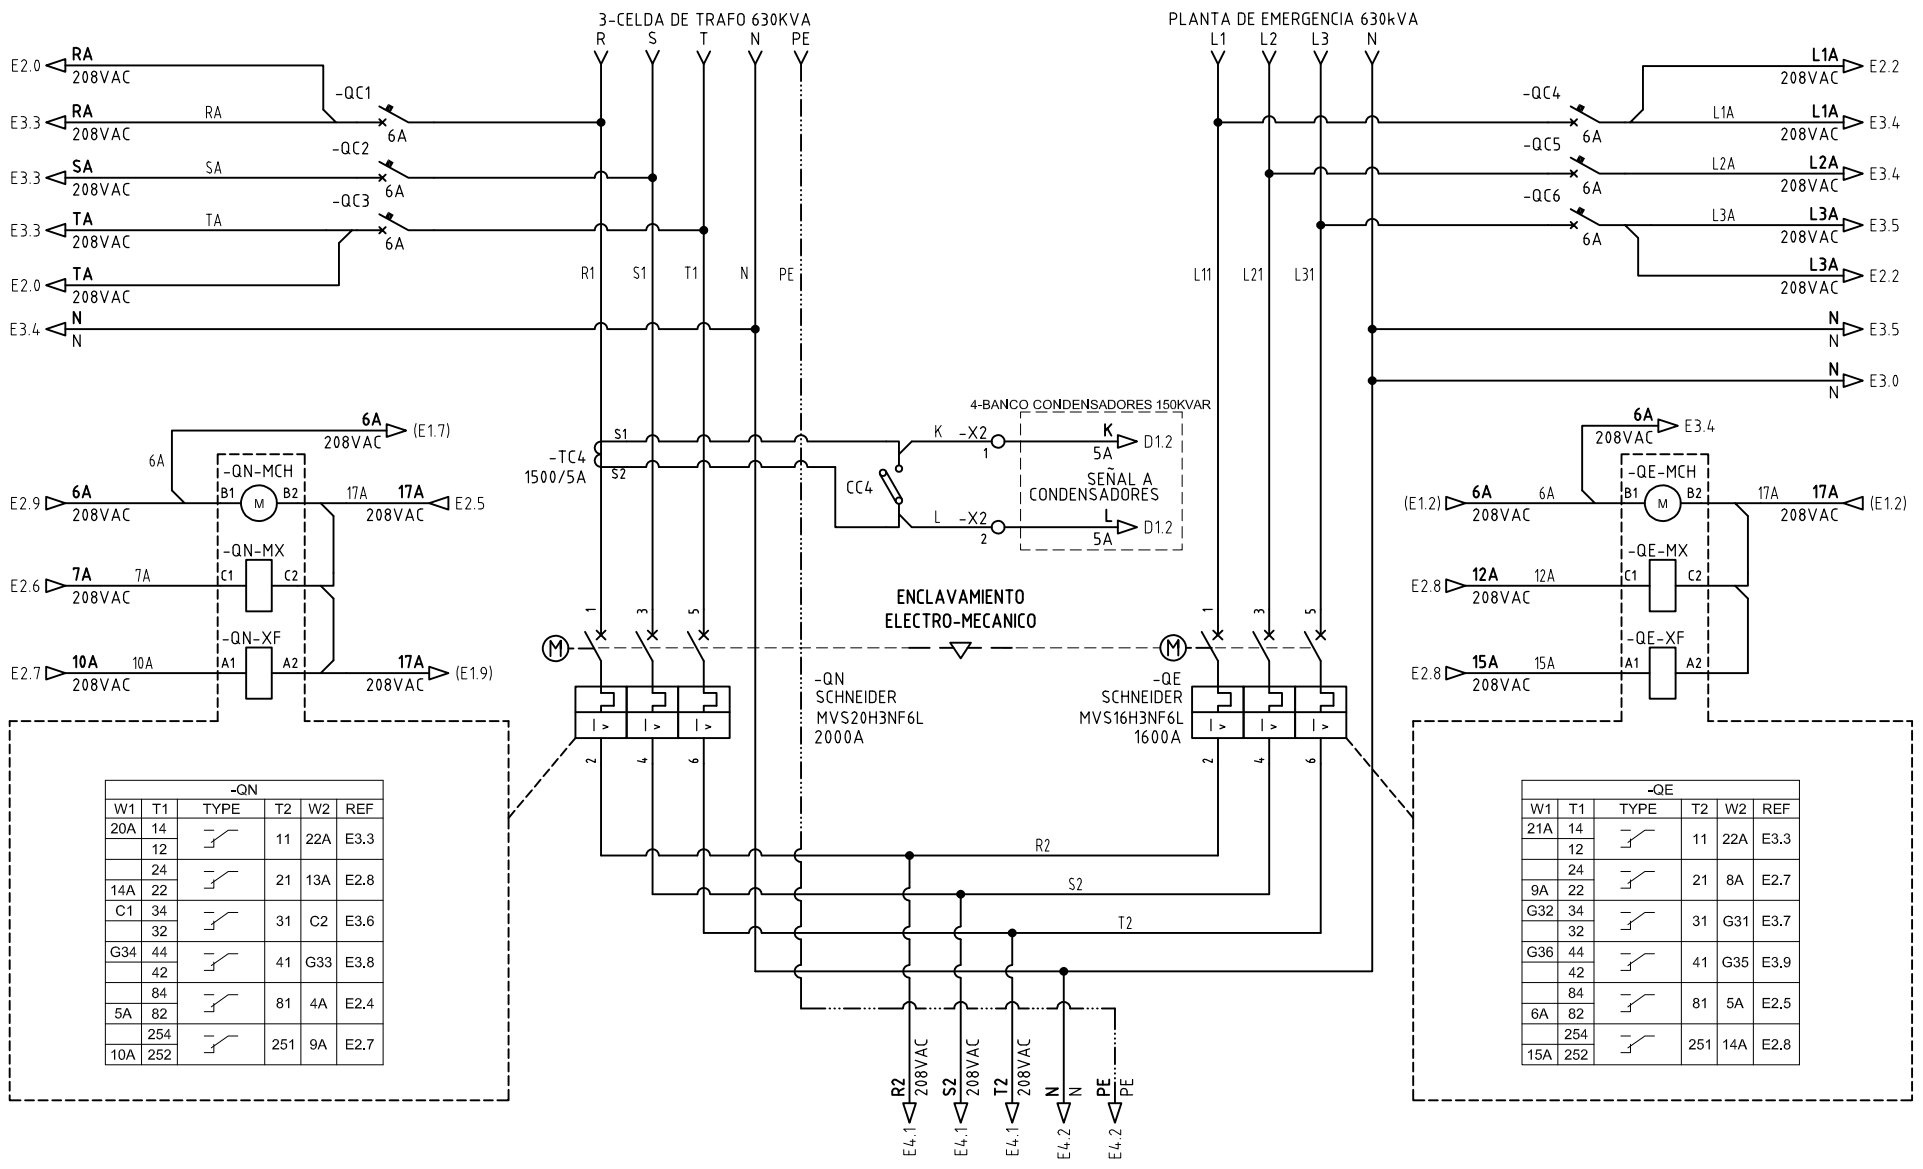 3-CELDA DE TRAFO 630KVA
R S T N PE
PLANTA DE EMERGENCIA 630kVA
L1 L2 L3 N
E2.0 RA
208VAC
E3.3 RA
208VAC
RA
-QC1
6A
E3.3 SA
208VAC
SA
-QC2
6A
E3.3 TA
208VAC
TA
-QC3
6A
E2.0 TA
208VAC
E3.4 N
N
R1 S1 T1 N PE
L11 L21 L31
L1A
208VAC
E2.2
-QC4
6A
L1A
L1A
208VAC
E3.4
-QC5
6A
L2A
L2A
208VAC
E3.4
-QC6
6A
L3A
L3A
208VAC
E3.5
L3A
208VAC
E2.2
N
N
E3.5
N
N
E3.0
6A
208VAC
(E1.7)
6A
-QN-MCH
E2.9 6A
208VAC
B1 M B2
17A
17A
208VAC
E2.5
-QN-MX
E2.6 7A
208VAC
7A
C1 C2
-QN-XF
E2.7 10A
208VAC
10A
A1 A2
17A
208VAC
(E1.9)
-TC4
1500/5A
S1
S2
CC4
4-BANCO CONDENSADORES 150KVAR
K -X2
1
K
5A
D1.2
SEÑAL A
CONDENSADORES
L -X2
2
L
5A
D1.2
ENCLAVAMIENTO
ELECTRO-MECANICO
M
1 3 5
M
1 3 5
-QN
SCHNEIDER
MVS20H3NF6L
2000A
-QE
SCHNEIDER
MVS16H3NF6L
1600A
I > I > I >
I > I > I >
2 4 6
2 4 6
6A
208VAC
E3.4
-QE-MCH
(E1.2) 6A
208VAC
6A
B1 M B2
17A
17A
208VAC
(E1.2)
-QE-MX
E2.8 12A
208VAC
12A
C1 C2
-QE-XF
E2.8 15A
208VAC
15A
A1 A2
-QN
W1 T1 TYPE T2 W2 REF
20A 14
12
11 22A E3.3
24
14A 22
21 13A E2.8
C1 34
32
31 C2 E3.6
G34 44
42
41 G33 E3.8
84
5A 82
81 4A E2.4
254
10A 252
251 9A E2.7
R2
S2
T2
R2
208VAC
E4.1
S2
208VAC
E4.1
T2
208VAC
E4.1
N
N
E4.2
PE
PE
E4.2
-QE
W1 T1 TYPE T2 W2 REF
21A 14
12
11 22A E3.3
24
9A 22
21 8A E2.7
G32 34
32
31 G31 E3.7
G36 44
42
41 G35 E3.9
84
6A 82
81 5A E2.5
254
15A 252
251 14A E2.8